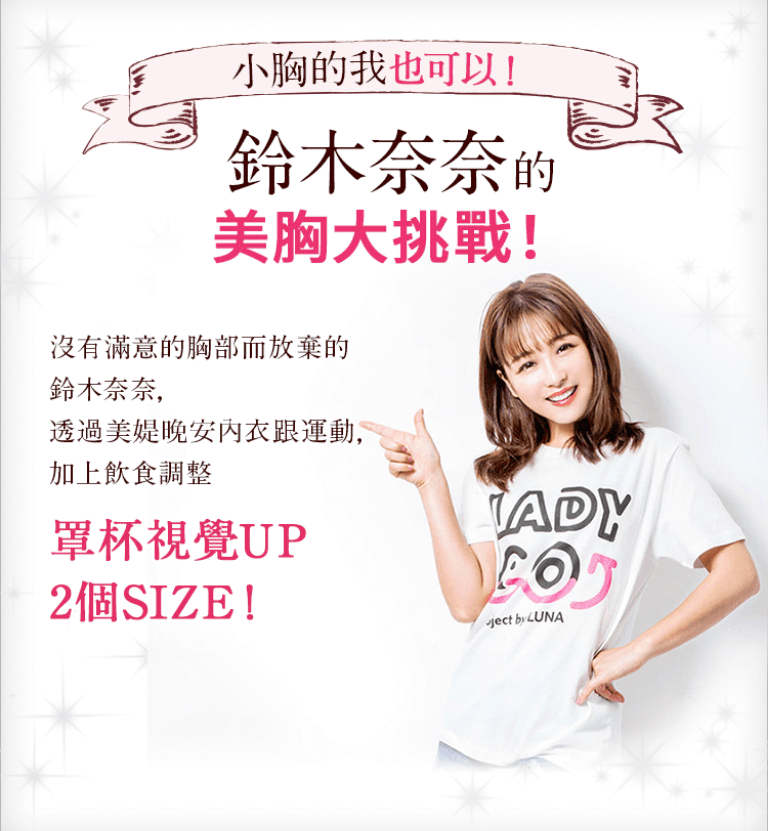 小胸的我也可以！
鈴木奈奈的
美胸大挑戰！
沒有滿意的胸部而放棄的
鈴木奈奈，
透過美媞晩安內衣跟運動，
加上飲食調整
罩杯視覺UP
2個SIZE！
LADY
GO
ject by LUNA